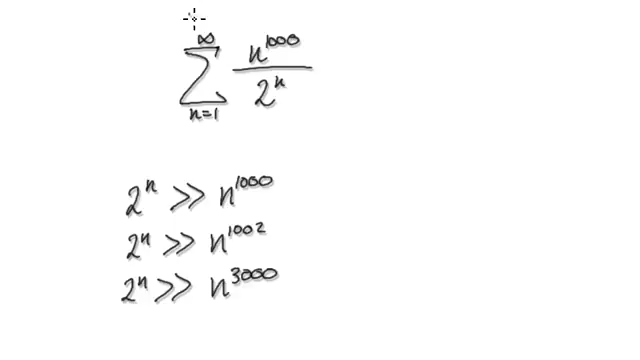 ∞
∑ n^1000 / 2^n
n=1
2^n >> n^1000
2^n >> n^1002
2^n >> n^3000